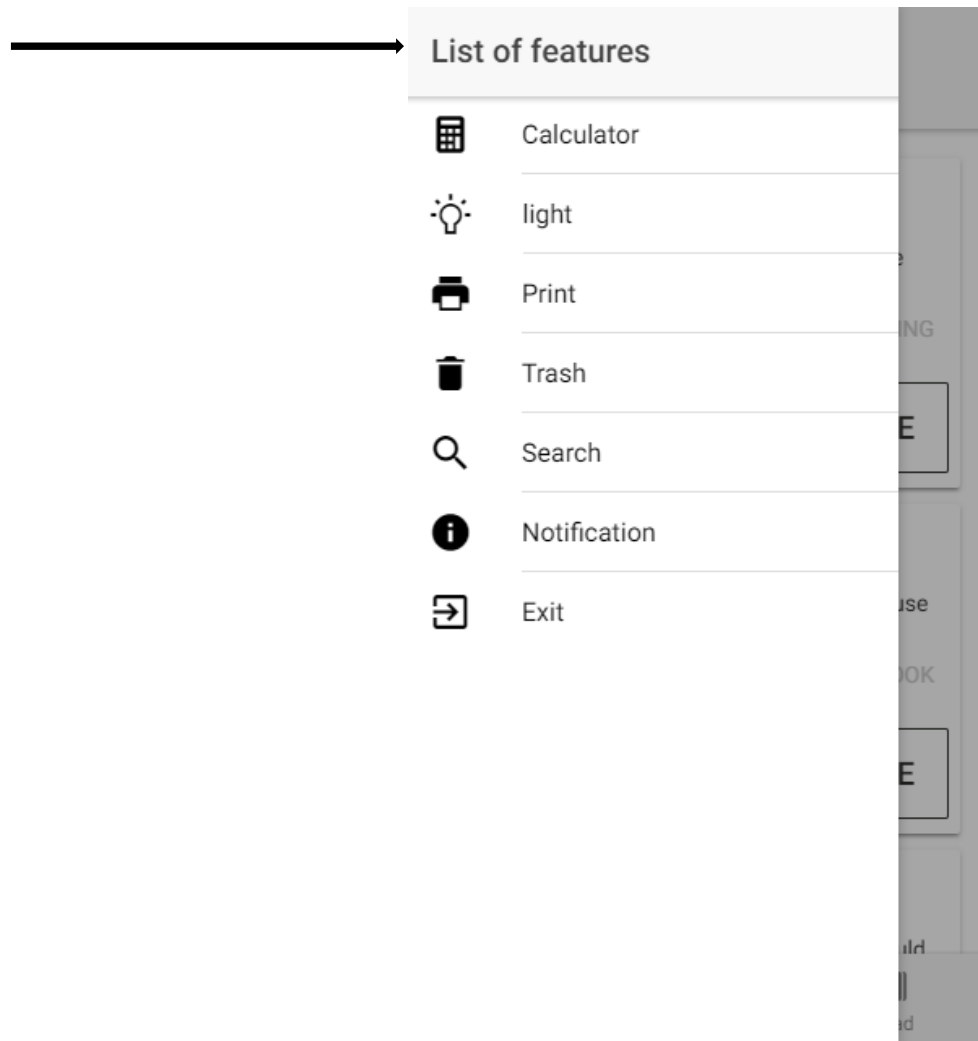 List of features
Calculator
light
Print
Trash
Search
Notification
Exit